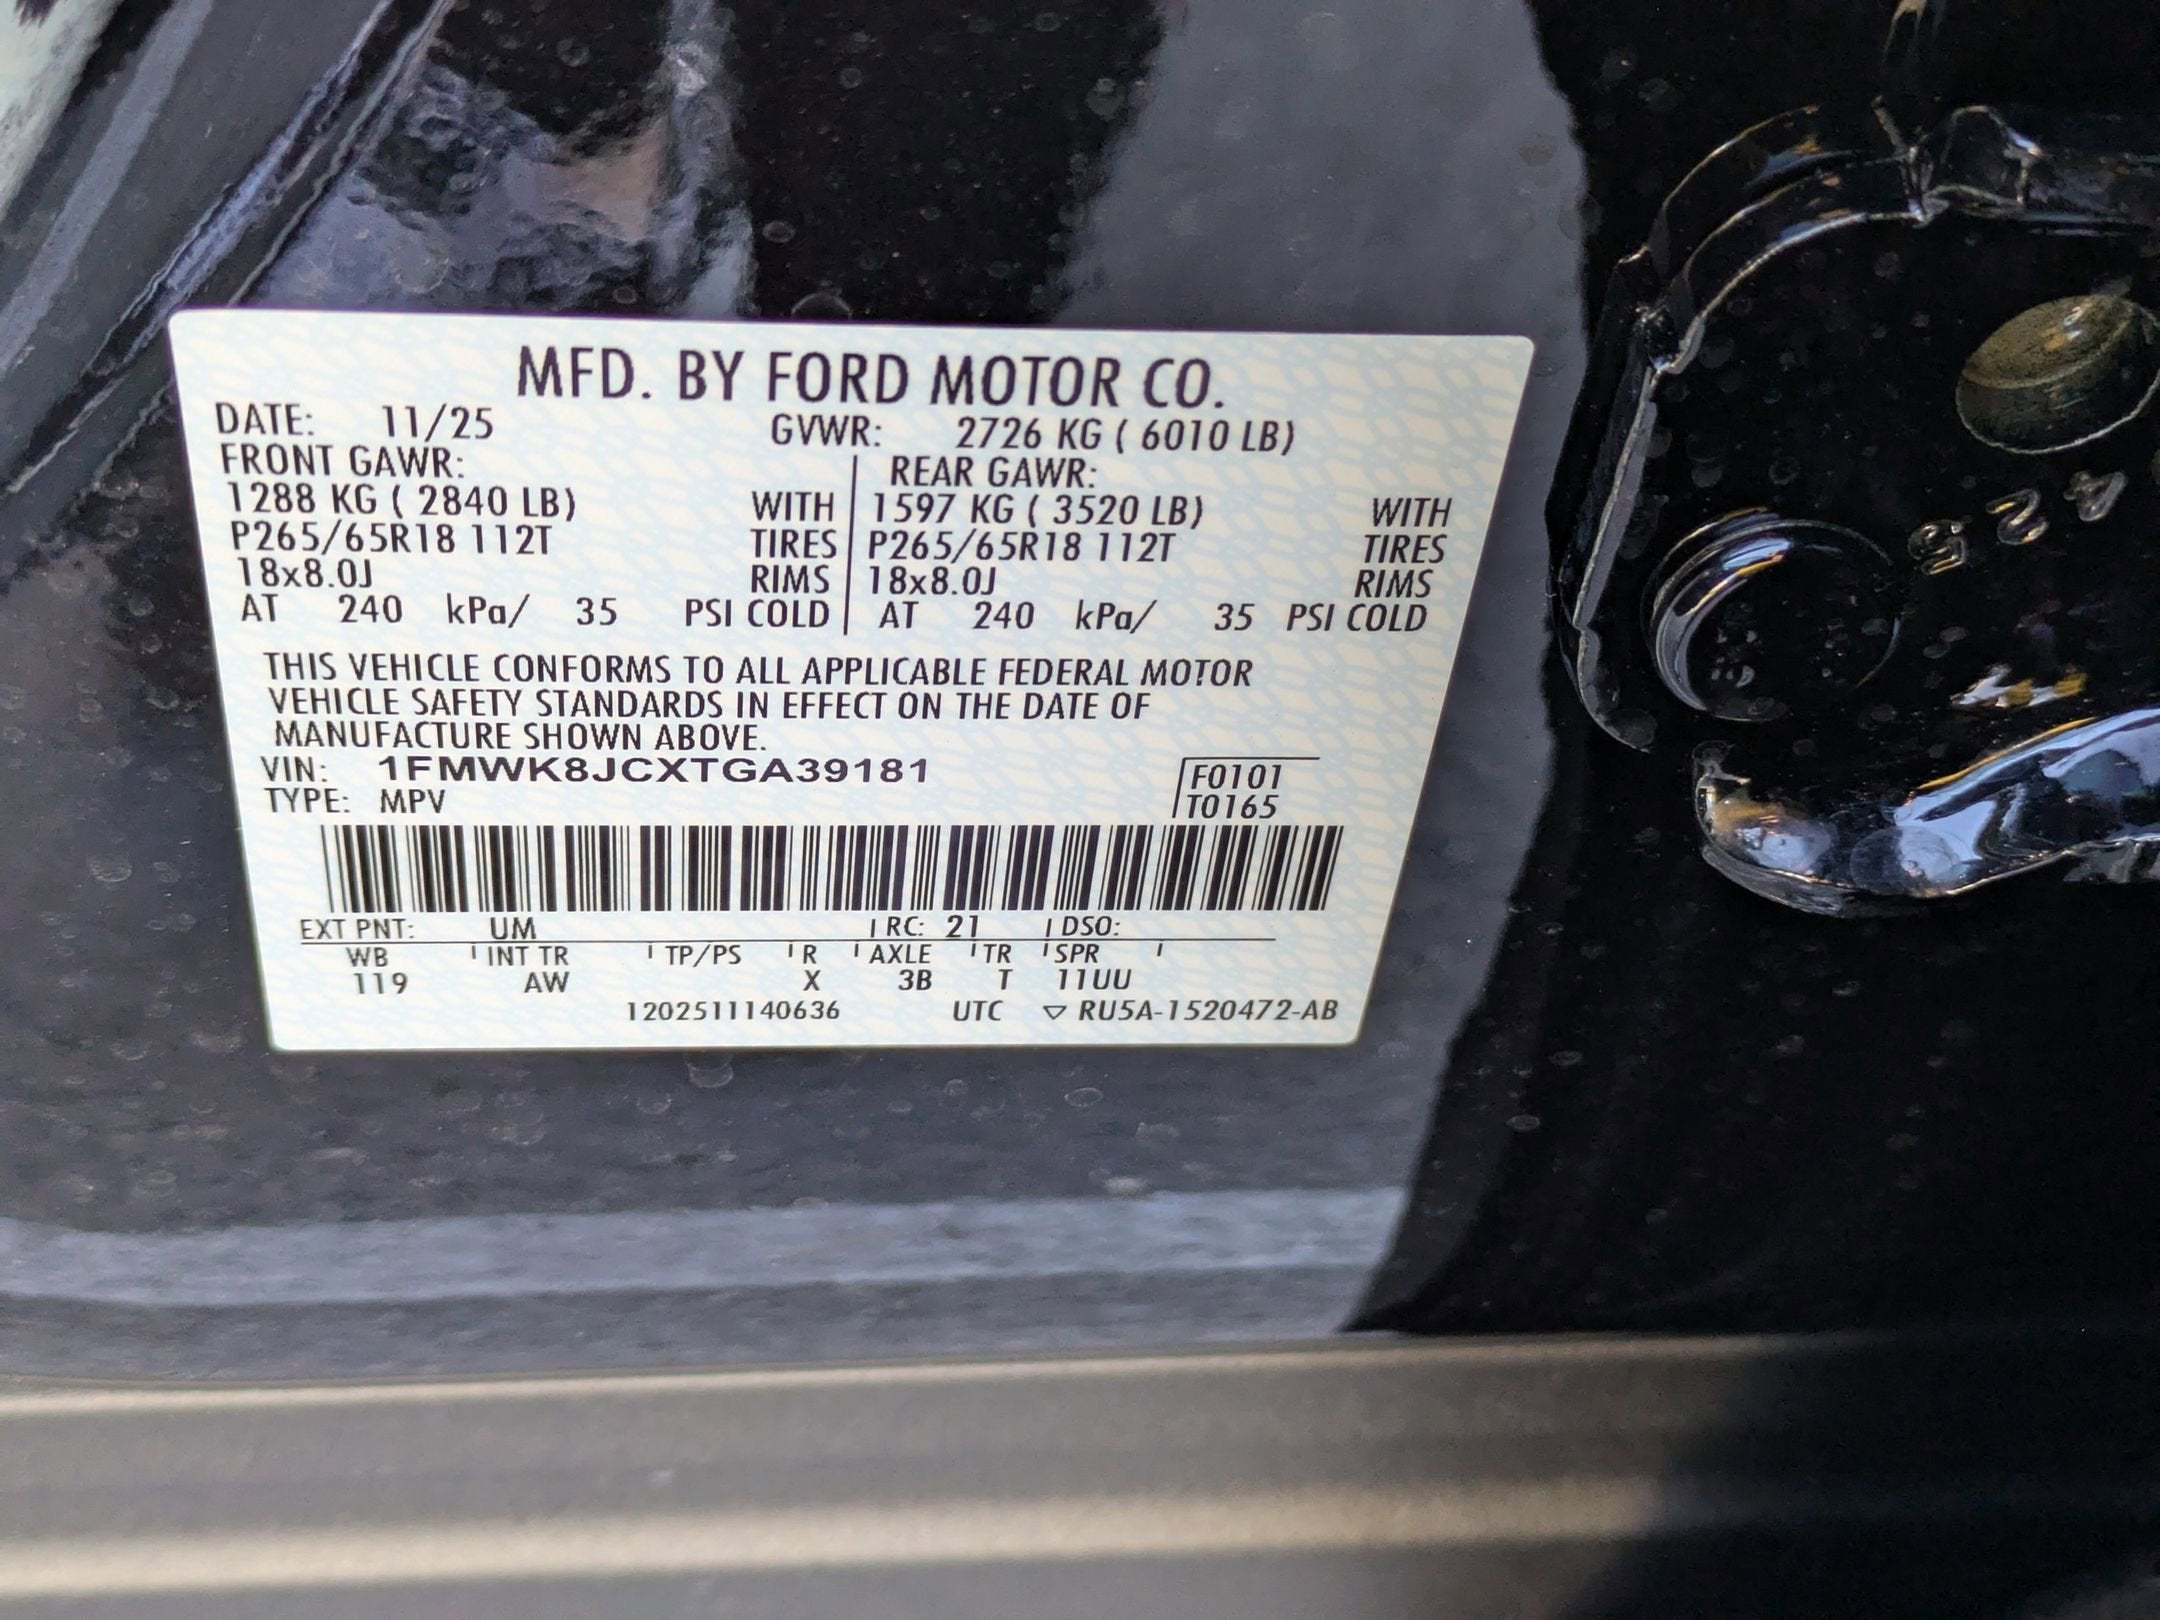 MFD. BY FORD MOTOR CO.
DATE: 11/25 GVWR: 2726 KG ( 6010 LB)
FRONT GAWR: REAR GAWR:
1288 KG ( 2840 LB) WITH 1597 KG ( 3520 LB) WITH
P265/65R18 112T TIRES P265/65R18 112T TIRES
18x8.0J RIMS 18x8.0J RIMS
AT 240 kPa/ 35 PSI COLD AT 240 kPa/ 35 PSI COLD
THIS VEHICLE CONFORMS TO ALL APPLICABLE FEDERAL MOTOR
VEHICLE SAFETY STANDARDS IN EFFECT ON THE DATE OF
MANUFACTURE SHOWN ABOVE.
VIN: 1FMWK8JCXTGA39181 F0101
TYPE: MPV T0165
EXT PNT: UM RC: 21 DSO:
WB INT TR TP/PS R AXLE TR SPR
119 AW X 3B T 11UU
1202511140636 UTC ▽ RU5A-1520472-AB
425